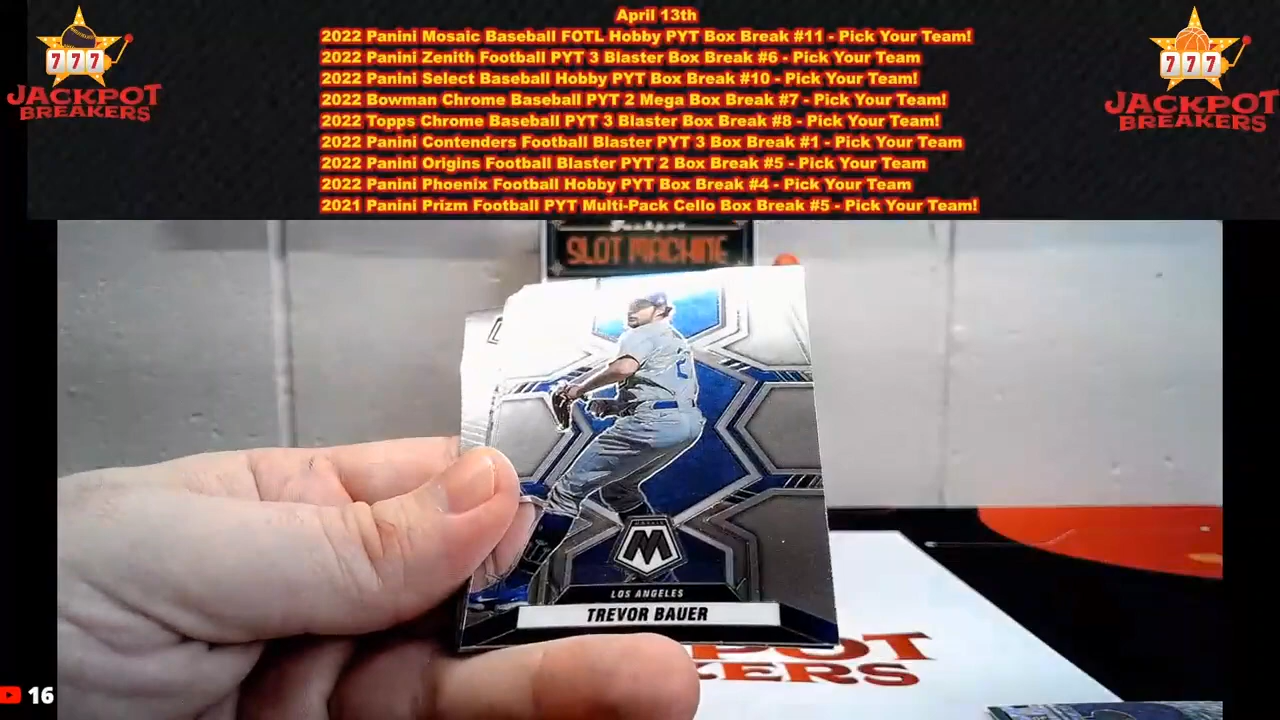 April 13th
2022 Panini Mosaic Baseball FOTL Hobby PYT Box Break #11 - Pick Your Team!
2022 Panini Zenith Football PYT 3 Blaster Box Break #6 - Pick Your Team
2022 Panini Select Baseball Hobby PYT Box Break #10 - Pick Your Team!
2022 Bowman Chrome Baseball PYT 2 Mega Box Break #7 - Pick Your Team!
2022 Topps Chrome Baseball PYT 3 Blaster Box Break #8 - Pick Your Team!
2022 Panini Contenders Football Blaster PYT 3 Box Break #1 - Pick Your Team
2022 Panini Origins Football Blaster PYT 2 Box Break #5 - Pick Your Team
2022 Panini Phoenix Football Hobby PYT Box Break #4 - Pick Your Team
2021 Panini Prizm Football PYT Multi-Pack Cello Box Break #5 - Pick Your Team!
777
JACKPOT
BREAKERS
777
JACKPOT
BREAKERS
Jackpot
SLOT MACHINE
2
MOSAIC
M
LOS ANGELES
TREVOR BAUER
JACKPOT
BREAKERS
16